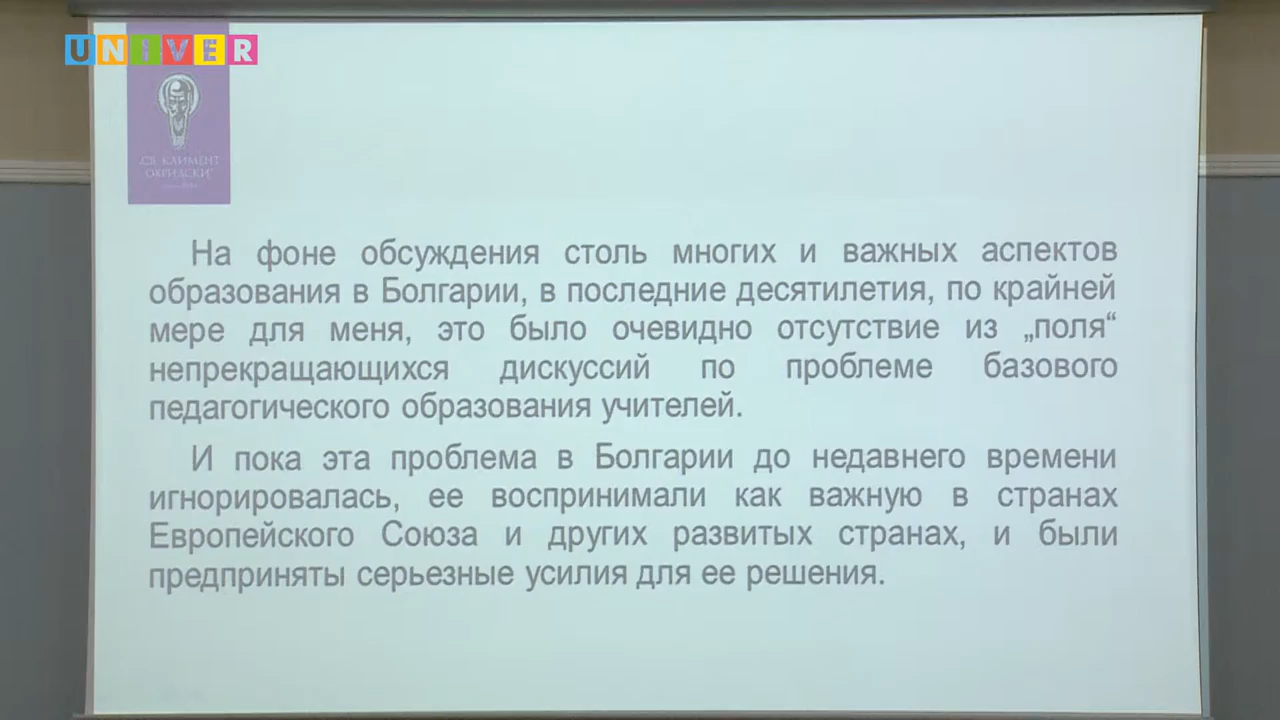 UNIVER
„СВ. КЛИМЕНТ
ОХРИДСКИ“
На фоне обсуждения столь многих и важных аспектов
образования в Болгарии, в последние десятилетия, по крайней
мере для меня, это было очевидно отсутствие из „поля“
непрекращающихся дискуссий по проблеме базового
педагогического образования учителей.
И пока эта проблема в Болгарии до недавнего времени
игнорировалась, ее воспринимали как важную в странах
Европейского Союза и других развитых странах, и были
предприняты серьезные усилия для ее решения.